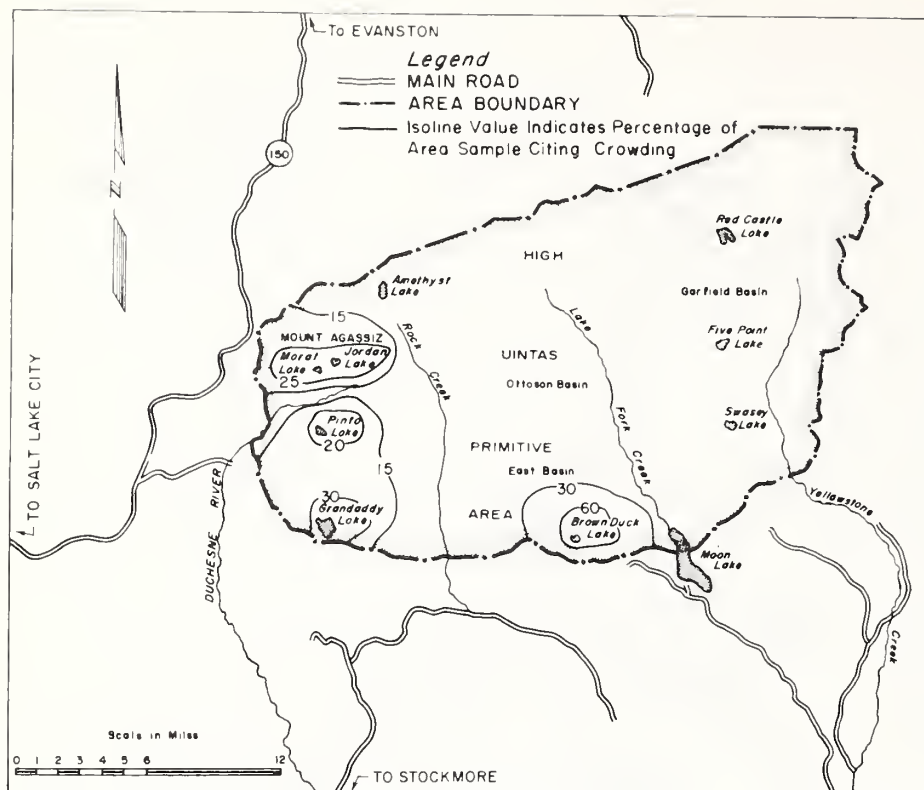 To EVANSTON
Legend
MAIN ROAD
AREA BOUNDARY
Isoline Value Indicates Percentage of
Area Sample Citing Crowding
150
N
Red Castle
Lake
HIGH
Amethyst
Lake
Garfield Basin
15
Rock
Creek
Lake
Fork
Creek
MOUNT AGASSIZ
Morat
Lake
Jordan
Lake
25
UINTAS
Five Point
Lake
Ottoson Basin
TO SALT LAKE CITY
Pinto
Lake
20
Swasey
Lake
PRIMITIVE
15
East Basin
30
30
Grandaddy
Lake
AREA
60
Brown Duck
Lake
Yellowstone
Creek
DUCHESNE RIVER
Moon
Lake
Scale in Miles
0 1 2 3 4 5 6 12
TO STOCKMORE